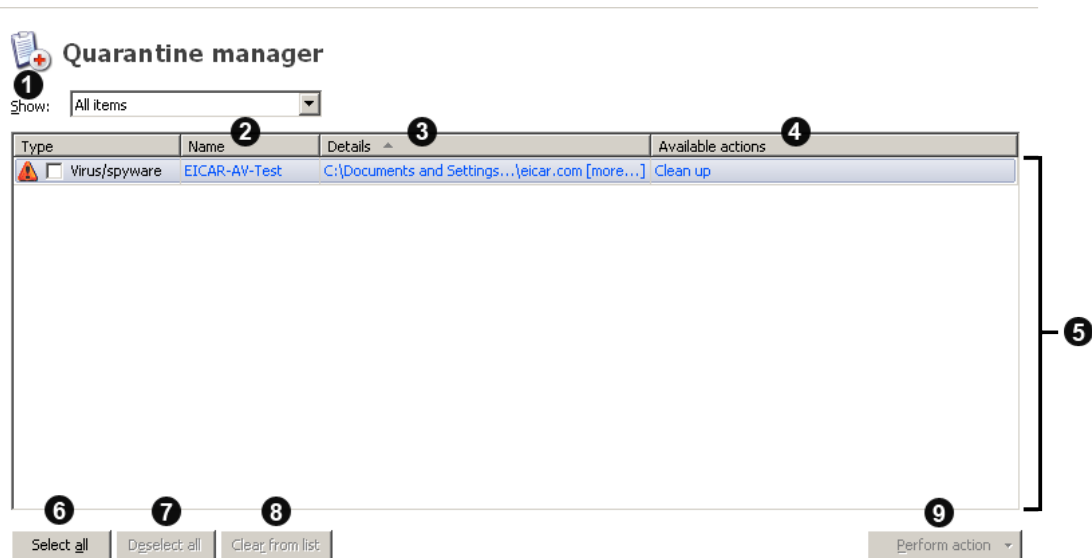 Quarantine manager
1
Show: All items
2 3 4
Type Name Details Available actions
Virus/spyware EICAR-AV-Test C:\Documents and Settings...\eicar.com [more...] Clean up
5
6 7 8 9
Select all Deselect all Clear from list Perform action